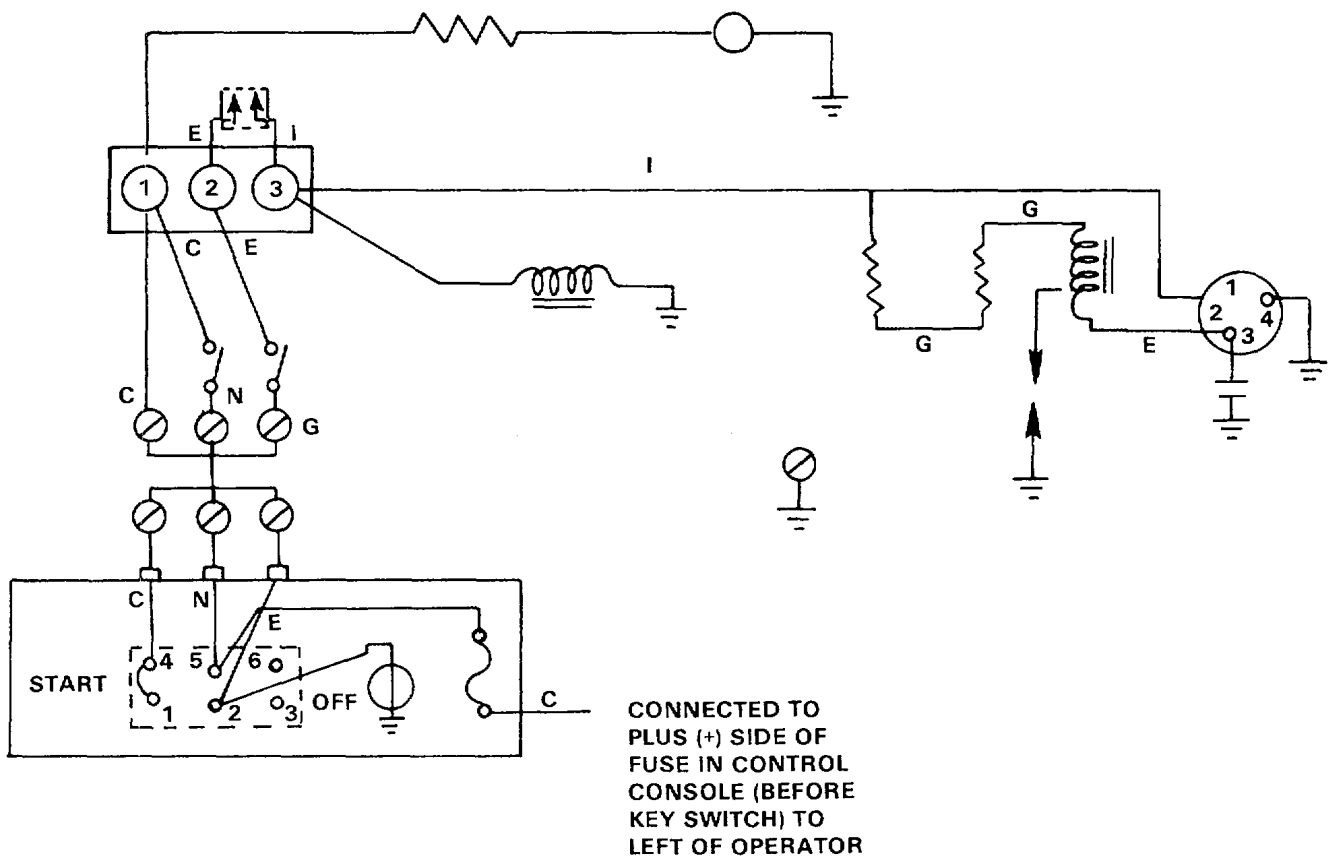 E I
1 2 3
I
C E
G
1
2 3 4
G E
C N G
C N
E
START 4 5 6
1 2 3 OFF
C
CONNECTED TO
PLUS (+) SIDE OF
FUSE IN CONTROL
CONSOLE (BEFORE
KEY SWITCH) TO
LEFT OF OPERATOR